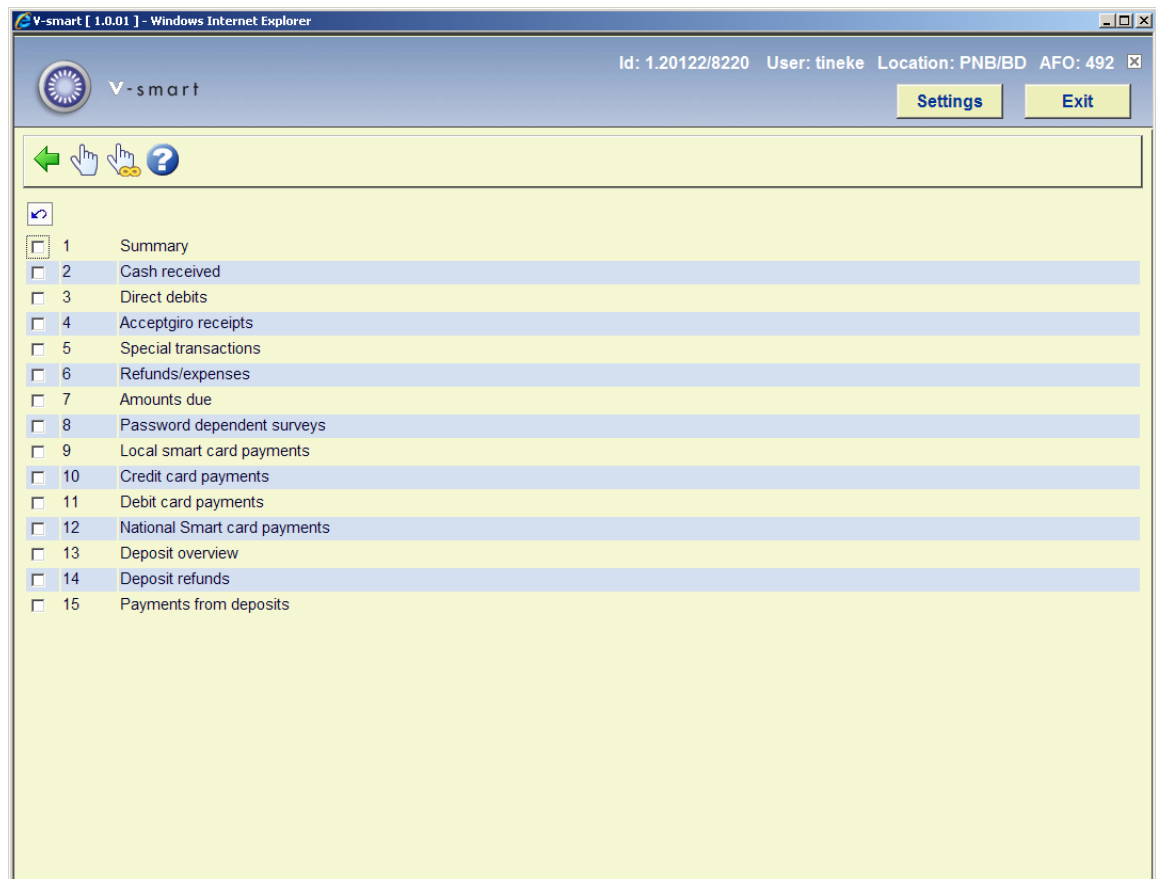 V-smart [ 1.0.01 ] - Windows Internet Explorer
Id: 1.20122/8220 User: tineke Location: PNB/BD AFO: 492
V-smart
Settings Exit
1 Summary
2 Cash received
3 Direct debits
4 Acceptgiro receipts
5 Special transactions
6 Refunds/expenses
7 Amounts due
8 Password dependent surveys
9 Local smart card payments
10 Credit card payments
11 Debit card payments
12 National Smart card payments
13 Deposit overview
14 Deposit refunds
15 Payments from deposits